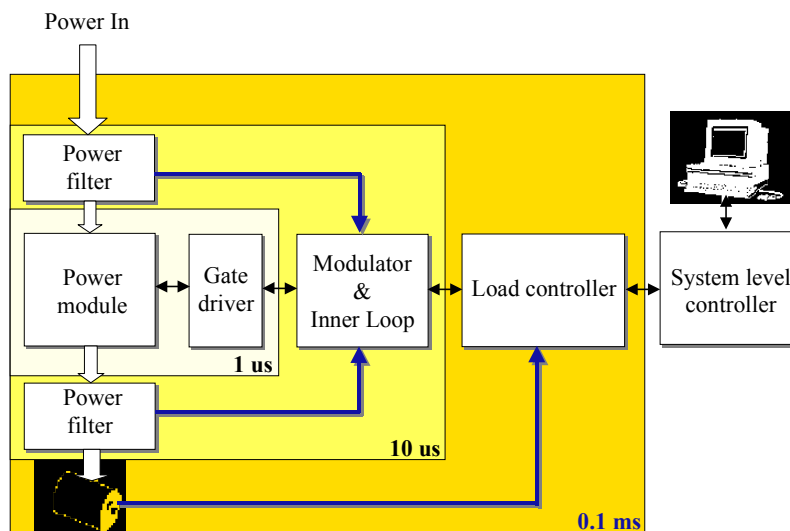 Power In
Power
filter
Power
module
Gate
driver
Modulator
&
Inner Loop
Load controller
System level
controller
1 us
Power
filter
10 us
0.1 ms